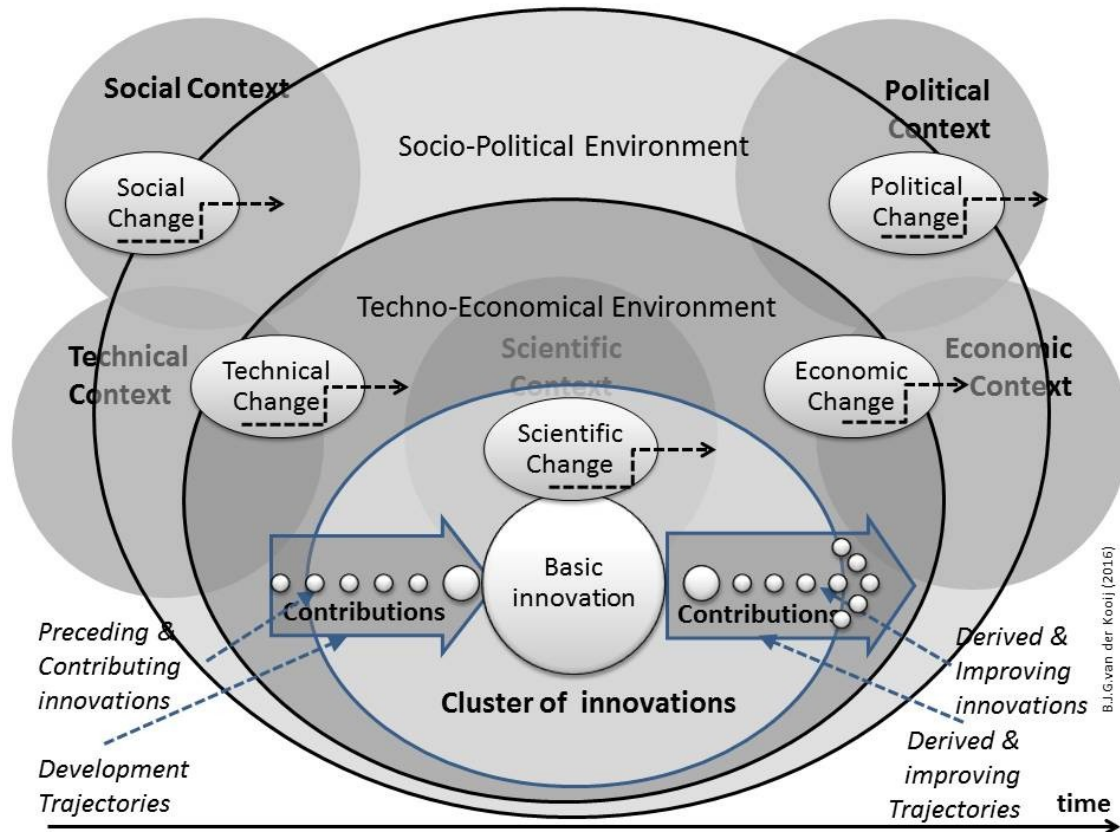 Social Context
Political
Context
Socio-Political Environment
Social
Change
Political
Change
Techno-Economical Environment
Technical
Context
Scientific
Context
Economic
Context
Technical
Change
Economic
Change
Scientific
Change
Basic
innovation
Contributions
Contributions
Cluster of innovations
Preceding &
Contributing
innovations
Development
Trajectories
Derived &
Improving
innovations
Derived &
improving
Trajectories
time
B.J.G.van der Kooij (2016)